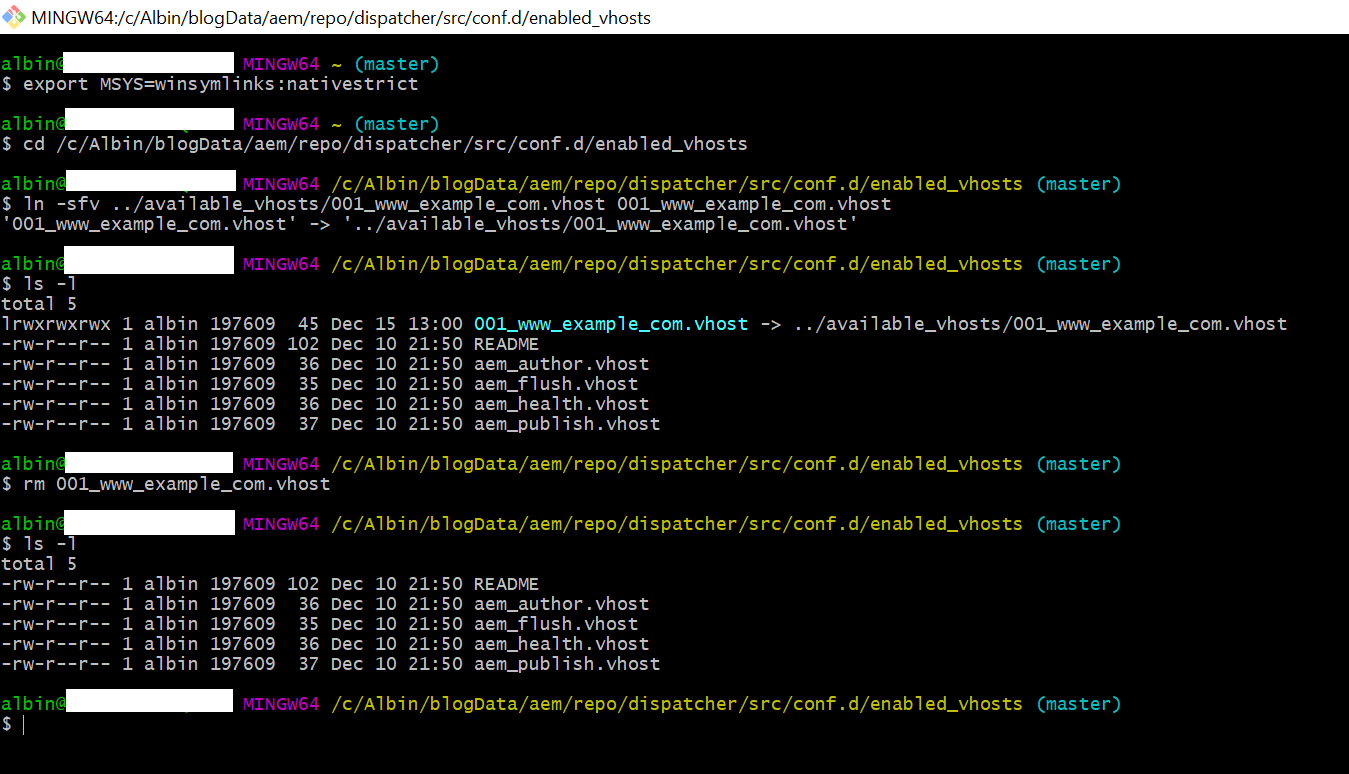 MINGW64:/c/Albin/blogData/aem/repo/dispatcher/src/conf.d/enabled_vhosts
albin@ MINGW64 ~ (master)
$ export MSYS=winsymlinks:nativestrict
albin@ MINGW64 ~ (master)
$ cd /c/Albin/blogData/aem/repo/dispatcher/src/conf.d/enabled_vhosts
albin@ MINGW64 /c/Albin/blogData/aem/repo/dispatcher/src/conf.d/enabled_vhosts (master)
$ ln -sfv ../available_vhosts/001_www_example_com.vhost 001_www_example_com.vhost
'001_www_example_com.vhost' -> '../available_vhosts/001_www_example_com.vhost'
albin@ MINGW64 /c/Albin/blogData/aem/repo/dispatcher/src/conf.d/enabled_vhosts (master)
$ ls -l
total 5
lrwxrwxrwx 1 albin 197609  45 Dec 15 13:00 001_www_example_com.vhost -> ../available_vhosts/001_www_example_com.vhost
-rw-r--r-- 1 albin 197609 102 Dec 10 21:50 README
-rw-r--r-- 1 albin 197609  36 Dec 10 21:50 aem_author.vhost
-rw-r--r-- 1 albin 197609  35 Dec 10 21:50 aem_flush.vhost
-rw-r--r-- 1 albin 197609  36 Dec 10 21:50 aem_health.vhost
-rw-r--r-- 1 albin 197609  37 Dec 10 21:50 aem_publish.vhost
albin@ MINGW64 /c/Albin/blogData/aem/repo/dispatcher/src/conf.d/enabled_vhosts (master)
$ rm 001_www_example_com.vhost
albin@ MINGW64 /c/Albin/blogData/aem/repo/dispatcher/src/conf.d/enabled_vhosts (master)
$ ls -l
total 5
-rw-r--r-- 1 albin 197609 102 Dec 10 21:50 README
-rw-r--r-- 1 albin 197609  36 Dec 10 21:50 aem_author.vhost
-rw-r--r-- 1 albin 197609  35 Dec 10 21:50 aem_flush.vhost
-rw-r--r-- 1 albin 197609  36 Dec 10 21:50 aem_health.vhost
-rw-r--r-- 1 albin 197609  37 Dec 10 21:50 aem_publish.vhost
albin@ MINGW64 /c/Albin/blogData/aem/repo/dispatcher/src/conf.d/enabled_vhosts (master)
$